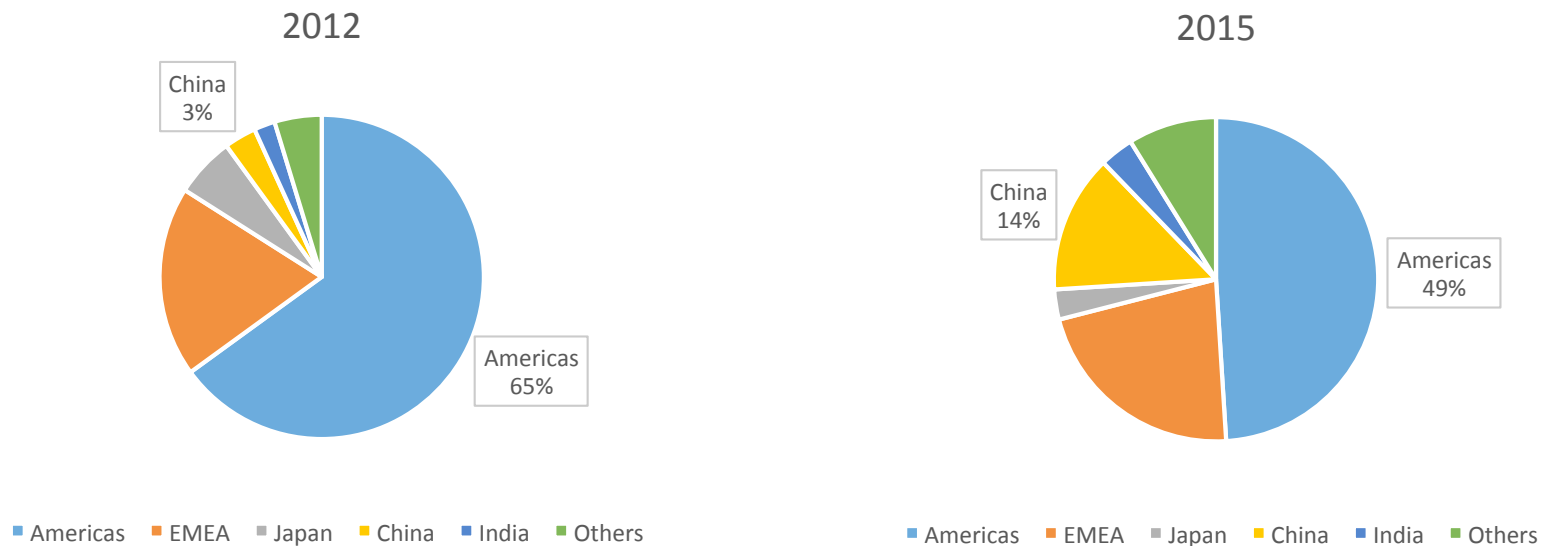 2012
China
3%
Americas
65%
Americas EMEA Japan China India Others
2015
China
14%
Americas
49%
Americas EMEA Japan China India Others